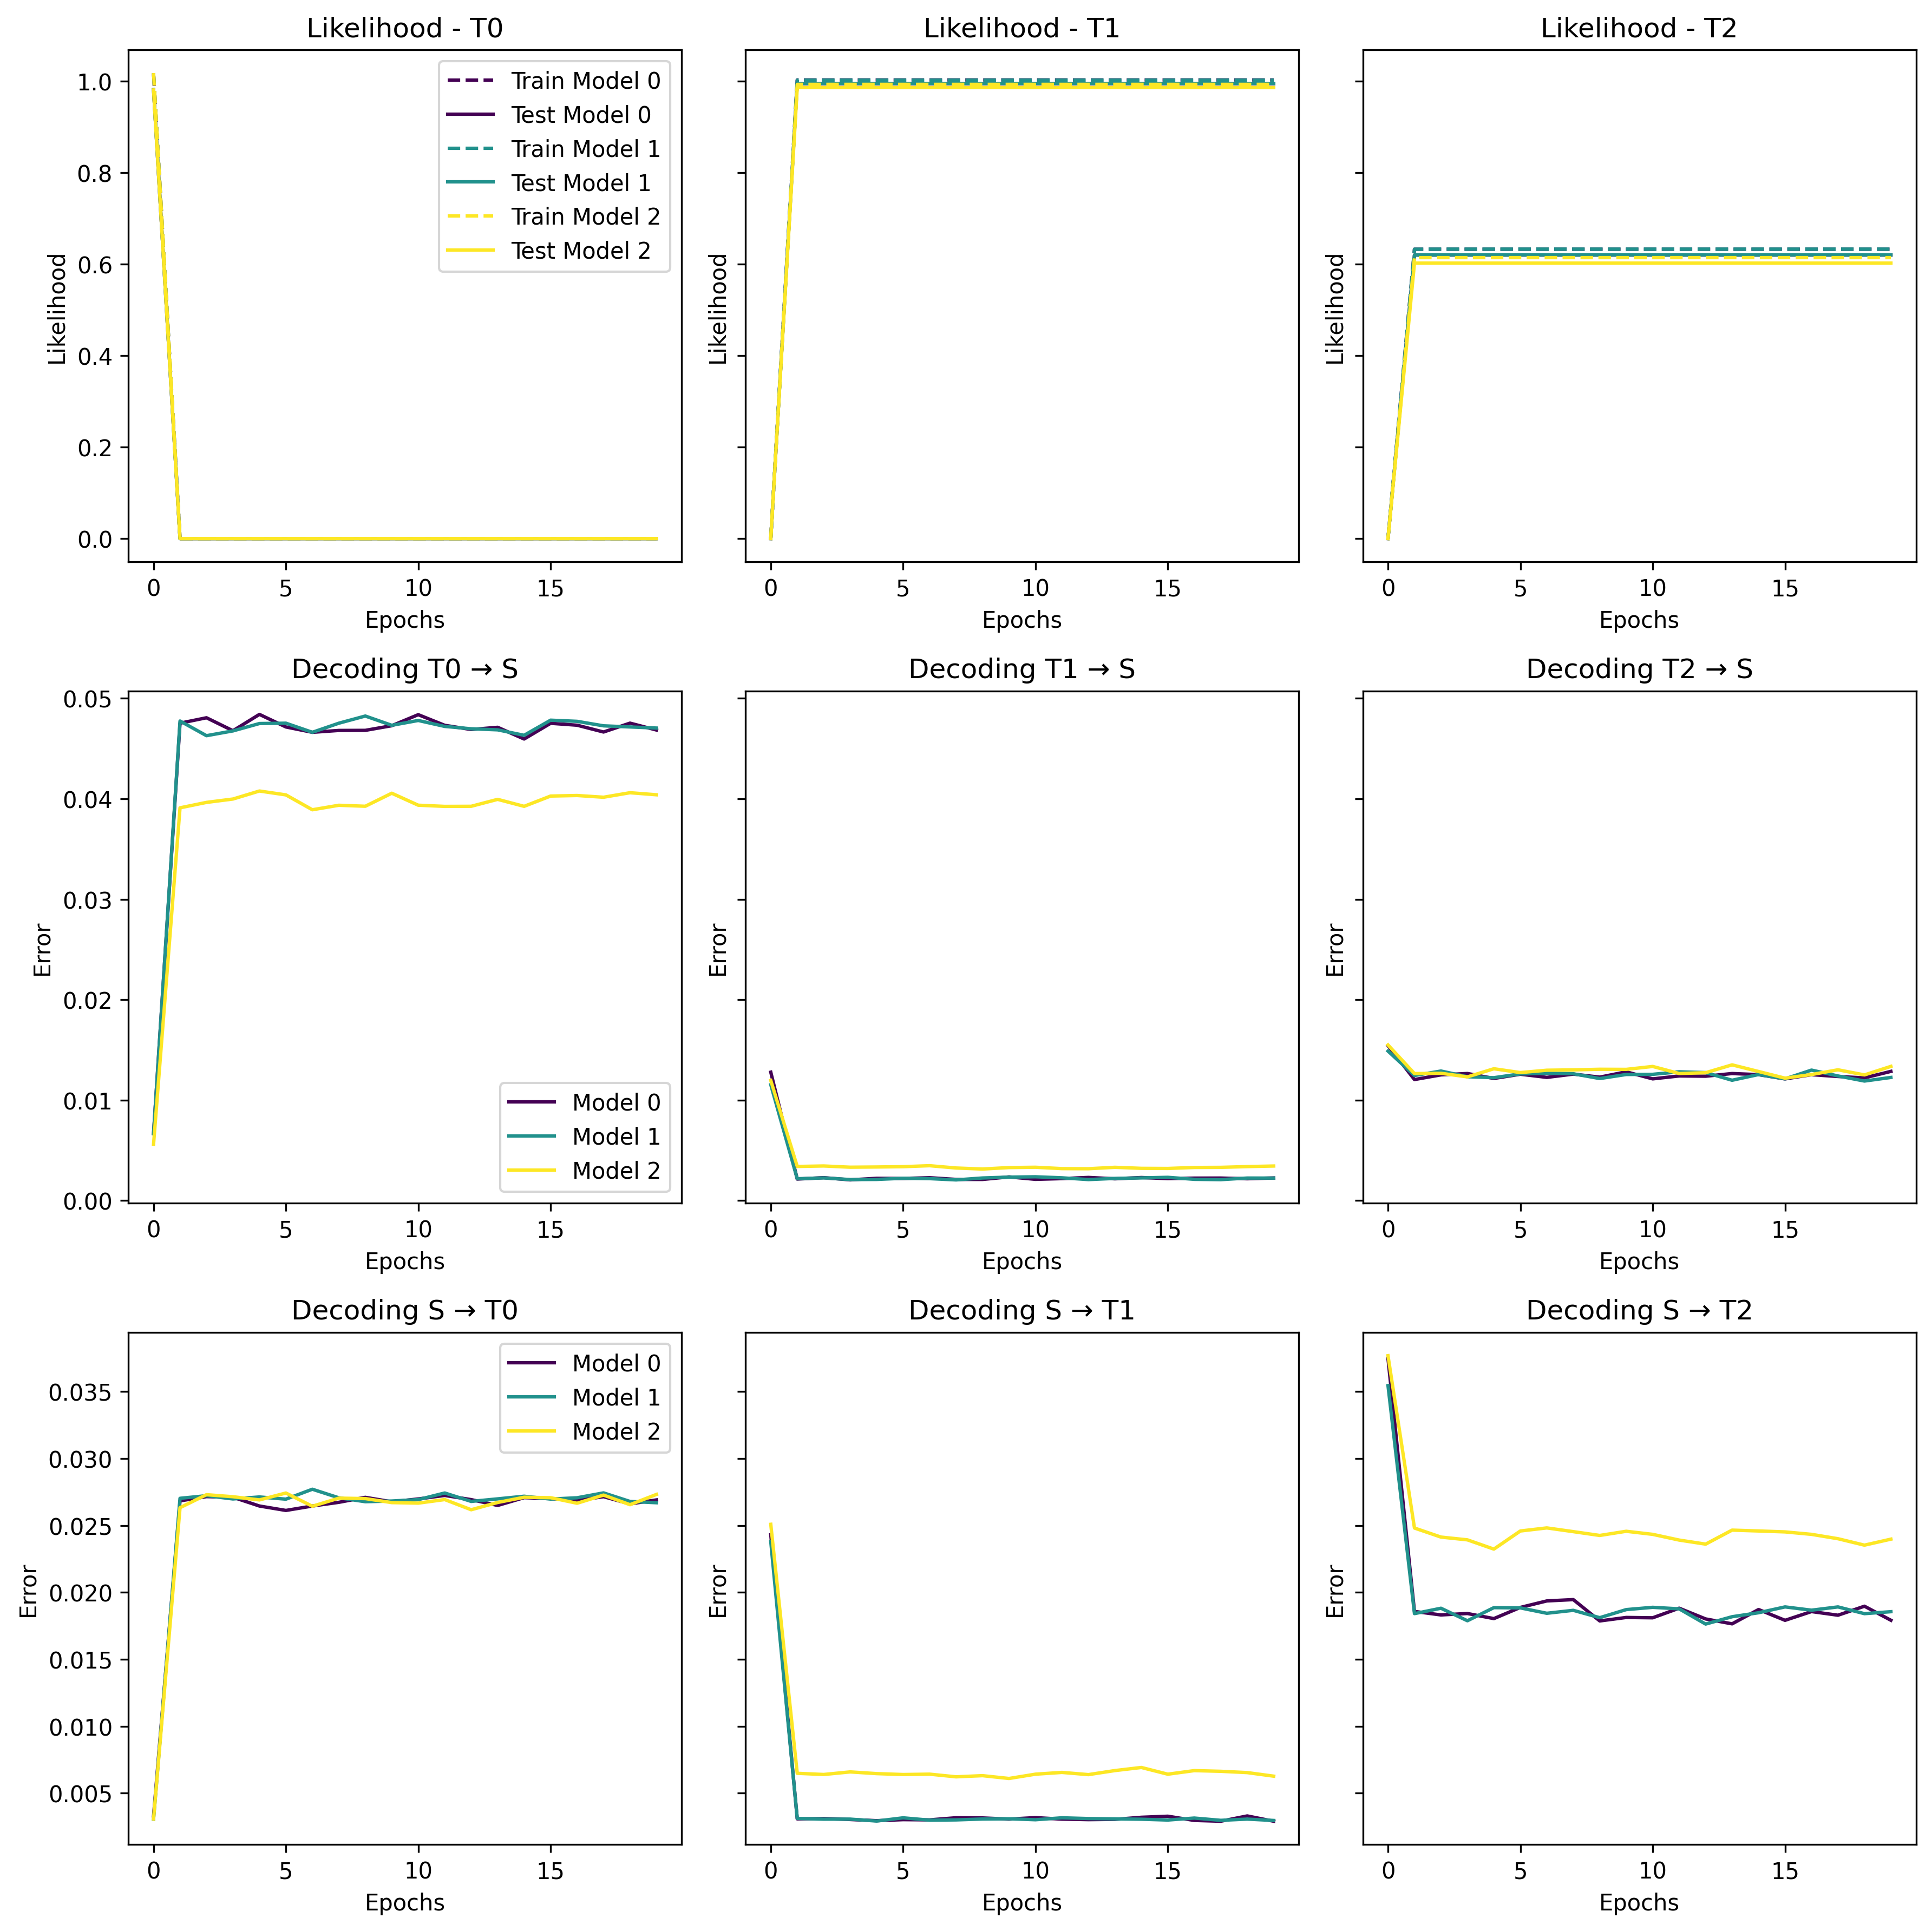 Likelihood - T0
Likelihood
1.0
0.8
0.6
0.4
0.2
0.0
Train Model 0
Test Model 0
Train Model 1
Test Model 1
Train Model 2
Test Model 2
0 5 10 15
Epochs
Likelihood - T1
Likelihood
0 5 10 15
Epochs
Likelihood - T2
Likelihood
0 5 10 15
Epochs
Decoding T0 → S
Error
0.05
0.04
0.03
0.02
0.01
0.00
Model 0
Model 1
Model 2
0 5 10 15
Epochs
Decoding T1 → S
Error
0 5 10 15
Epochs
Decoding T2 → S
Error
0 5 10 15
Epochs
Decoding S → T0
Error
0.035
0.030
0.025
0.020
0.015
0.010
0.005
Model 0
Model 1
Model 2
0 5 10 15
Epochs
Decoding S → T1
Error
0 5 10 15
Epochs
Decoding S → T2
Error
0 5 10 15
Epochs